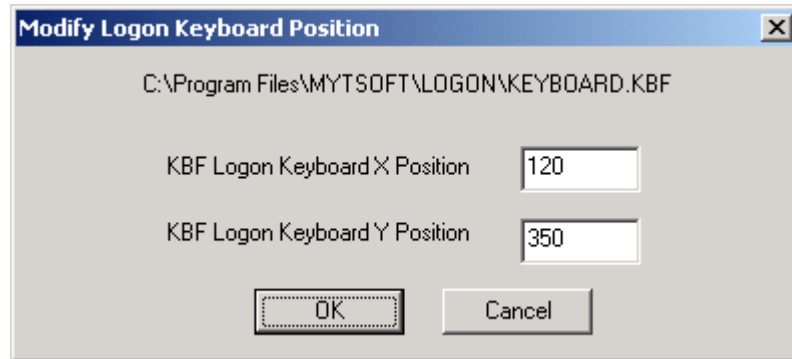 Modify Logon Keyboard Position
C:\Program Files\MYTSOFT\LOGON\KEYBOARD.KBF
KBF Logon Keyboard X Position 120
KBF Logon Keyboard Y Position 350
OK Cancel